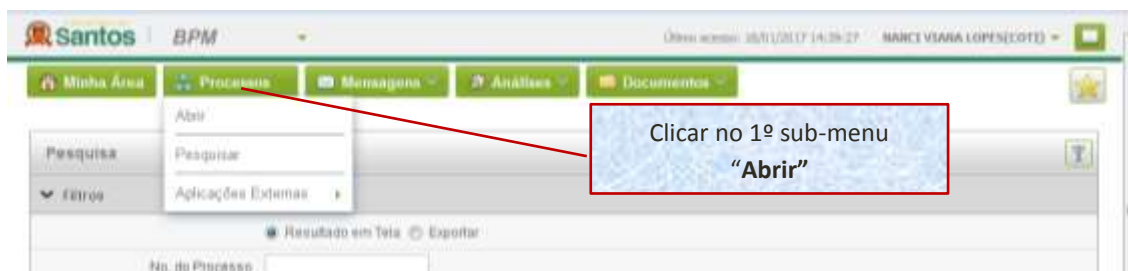 Santos BPM Último acesso: 18/01/2017 14:39:27 NANCI VIANA LOPES(COTI)
Minha Área Processos Mensagens Análises Documentos
Abrir
Pesquisar
Aplicações Externas
Pesquisa
Filtros
Resultado em Tela Exportar
No. do Processo
Clicar no 1º sub-menu
“Abrir”